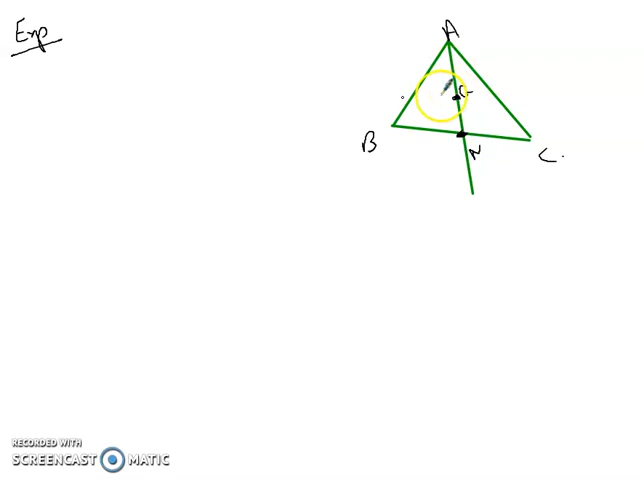 Exp
A
G
B
N
C.
RECORDED WITH
SCREENCAST MATIC